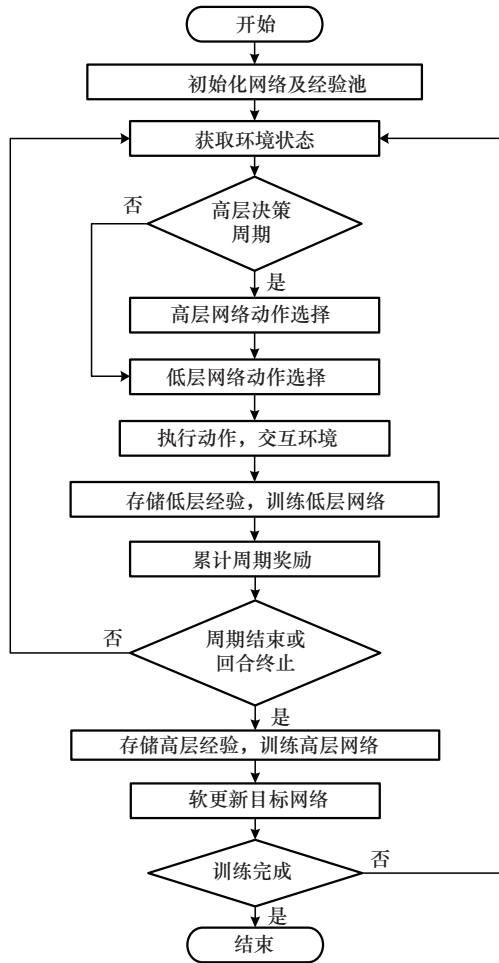 开始
初始化网络及经验池
获取环境状态
否
高层决策
周期
是
高层网络动作选择
低层网络动作选择
执行动作，交互环境
存储低层经验，训练低层网络
累计周期奖励
否
周期结束或
回合终止
是
存储高层经验，训练高层网络
软更新目标网络
训练完成
否
是
结束